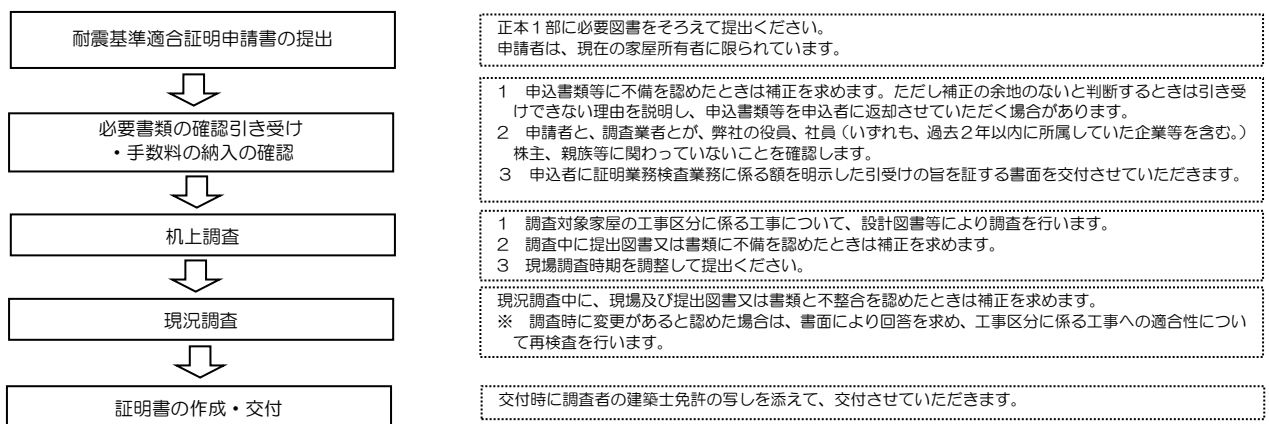 耐震基準適合証明申請書の提出
正本１部に必要図書をそろえて提出ください。
申請者は、現在の家屋所有者に限られています。
必要書類の確認引き受け
・手数料の納入の確認
１　申込書類等に不備を認めたときは補正を求めます。ただし補正の余地のないと判断するときは引き受
けできない理由を説明し、申込書類等を申込者に返却させていただく場合があります。
２　申請者と、調査業者とが、弊社の役員、社員（いずれも、過去２年以内に所属していた企業等を含む。）
株主、親族等に関わっていないことを確認します。
３　申込者に証明業務検査業務に係る額を明示した引受けの旨を証する書面を交付させていただきます。
机上調査
１　調査対象家屋の工事区分に係る工事について、設計図書等により調査を行います。
２　調査中に提出図書又は書類に不備を認めたときは補正を求めます。
３　現場調査時期を調整して提出ください。
現況調査
現況調査中に、現場及び提出図書又は書類と不整合を認めたときは補正を求めます。
※　調査時に変更があると認めた場合は、書面により回答を求め、工事区分に係る工事への適合性につい
て再検査を行います。
証明書の作成・交付
交付時に調査者の建築士免許の写しを添えて、交付させていただきます。